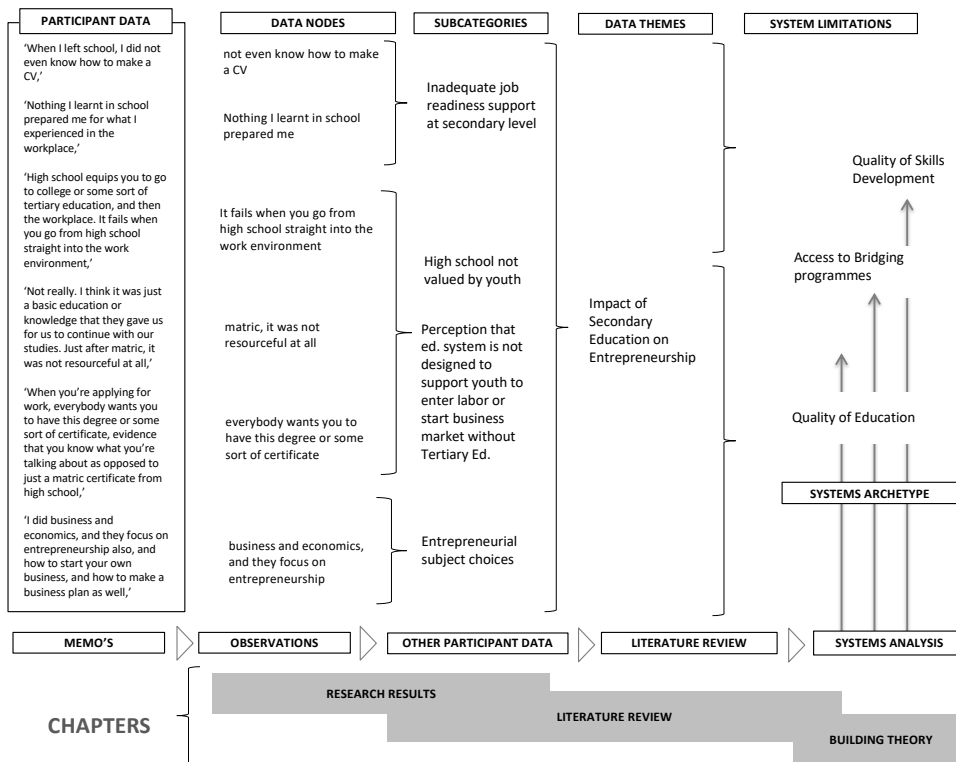 PARTICIPANT DATA
‘When I left school, I did not
even know how to make a
CV,’
‘Nothing I learnt in school
prepared me for what I
experienced in the
workplace,’
‘High school equips you to go
to college or some sort of
tertiary education, and then
the workplace. It fails when
you go from high school
straight into the work
environment,’
‘Not really. I think it was just
a basic education or
knowledge that they gave us
for us to continue with our
studies. Just after matric, it
was not resourceful at all,’
‘When you’re applying for
work, everybody wants you
to have this degree or some
sort of certificate, evidence
that you know what you’re
talking about as opposed to
just a matric certificate from
high school,’
‘I did business and
economics, and they focus on
entrepreneurship also, and
how to start your own
business, and how to make a
business plan as well,’
DATA NODES
not even know how to make
a CV
Nothing I learnt in school
prepared me
It fails when you go from
high school straight into the
work environment
matric, it was not
resourceful at all
everybody wants you to
have this degree or some
sort of certificate
business and economics,
and they focus on
entrepreneurship
SUBCATEGORIES
Inadequate job
readiness support
at secondary level
High school not
valued by youth
Perception that
ed. system is not
designed to
support youth to
enter labor or
start business
market without
Tertiary Ed.
Entrepreneurial
subject choices
DATA THEMES
Impact of
Secondary
Education on
Entrepreneurship
SYSTEM LIMITATIONS
Quality of Skills
Development
Access to Bridging
programmes
Quality of Education
SYSTEMS ARCHETYPE
MEMO’S
OBSERVATIONS
OTHER PARTICIPANT DATA
LITERATURE REVIEW
SYSTEMS ANALYSIS
CHAPTERS
RESEARCH RESULTS
LITERATURE REVIEW
BUILDING THEORY